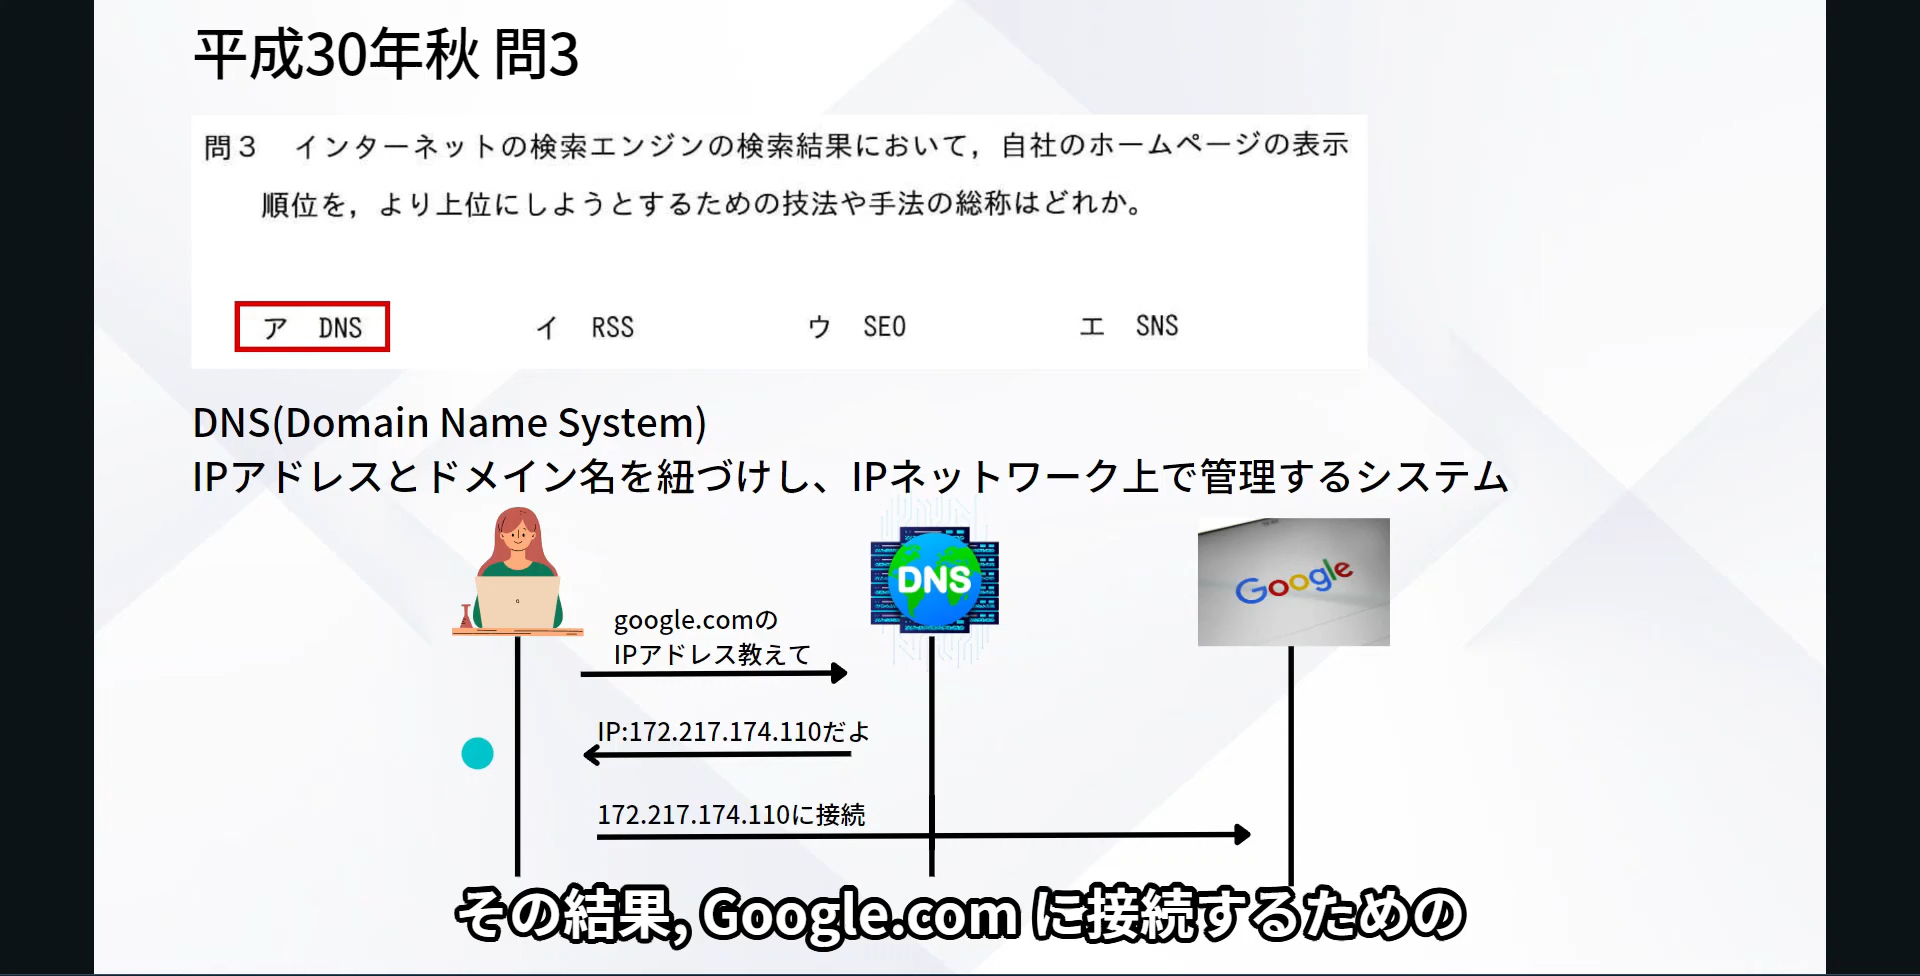 平成30年秋 問3
問3 インターネットの検索エンジンの検索結果において，自社のホームページの表示
順位を，より上位にしようとするための技法や手法の総称はどれか。
ア DNS イ RSS ウ SEO エ SNS
DNS(Domain Name System)
IPアドレスとドメイン名を紐づけし、IPネットワーク上で管理するシステム
DNS
Google
google.comの
IPアドレス教えて
IP:172.217.174.110だよ
172.217.174.110に接続
その結果, Google.com に接続するための